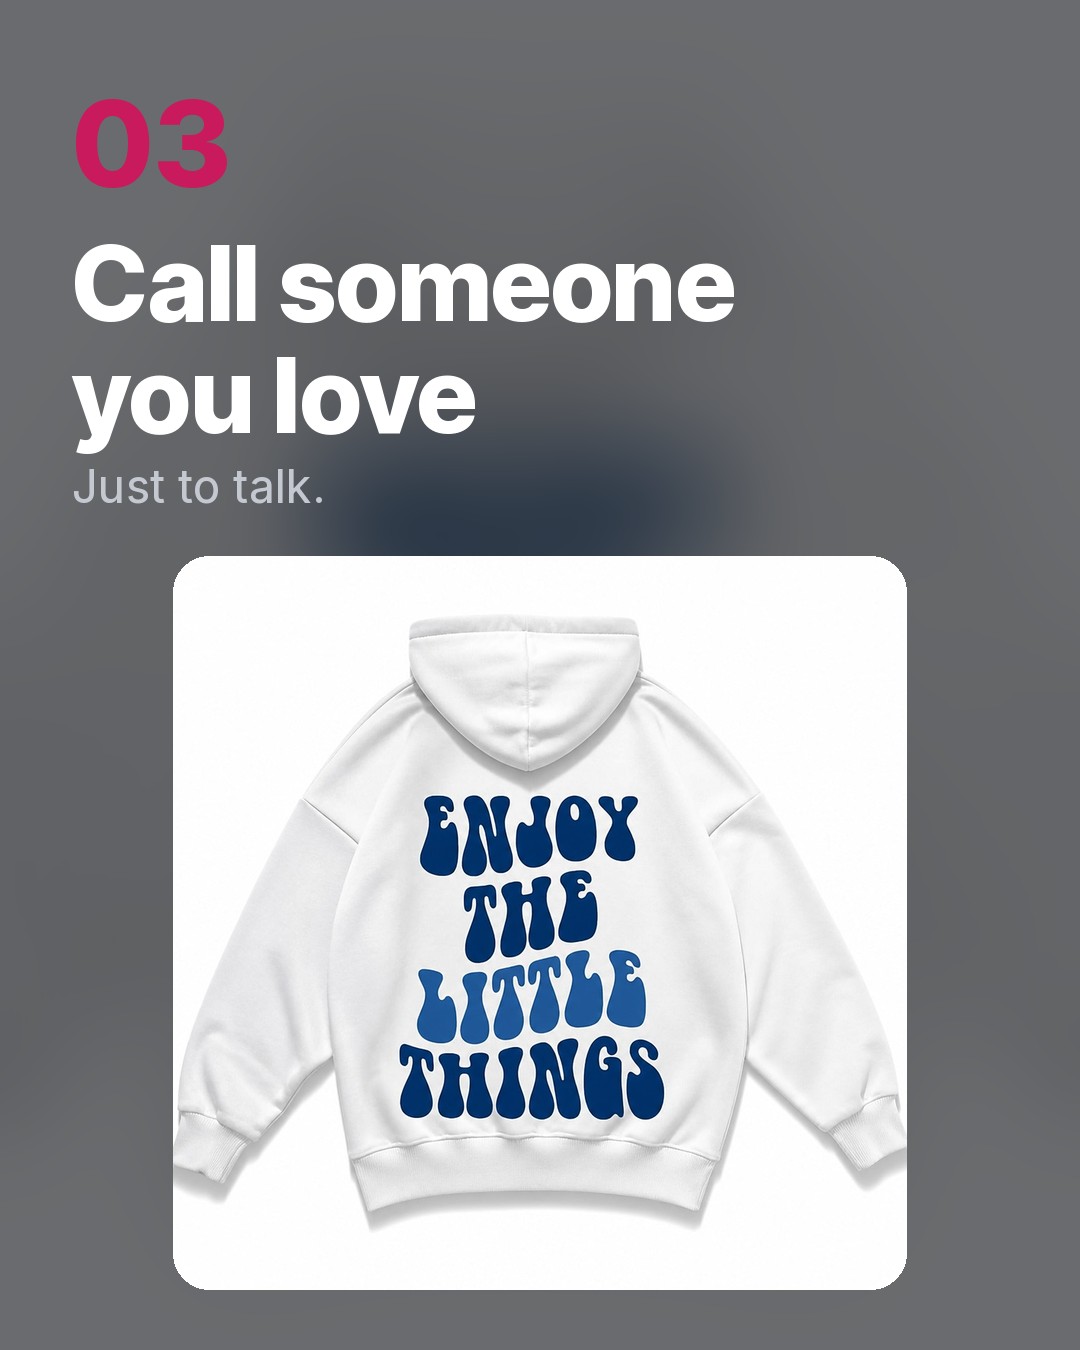 03
Call someone
you love
Just to talk.
ENJOY
THE
LITTLE
THINGS